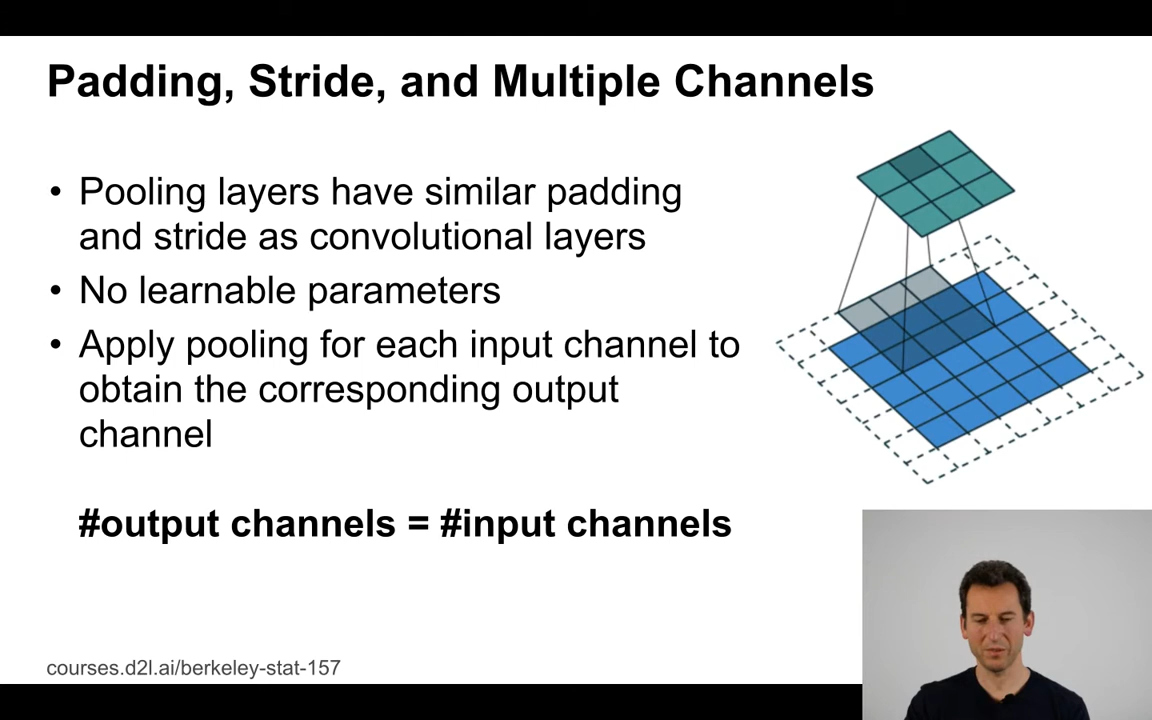 Padding, Stride, and Multiple Channels
• Pooling layers have similar padding
and stride as convolutional layers
• No learnable parameters
• Apply pooling for each input channel to
obtain the corresponding output
channel
#output channels = #input channels
courses.d2l.ai/berkeley-stat-157